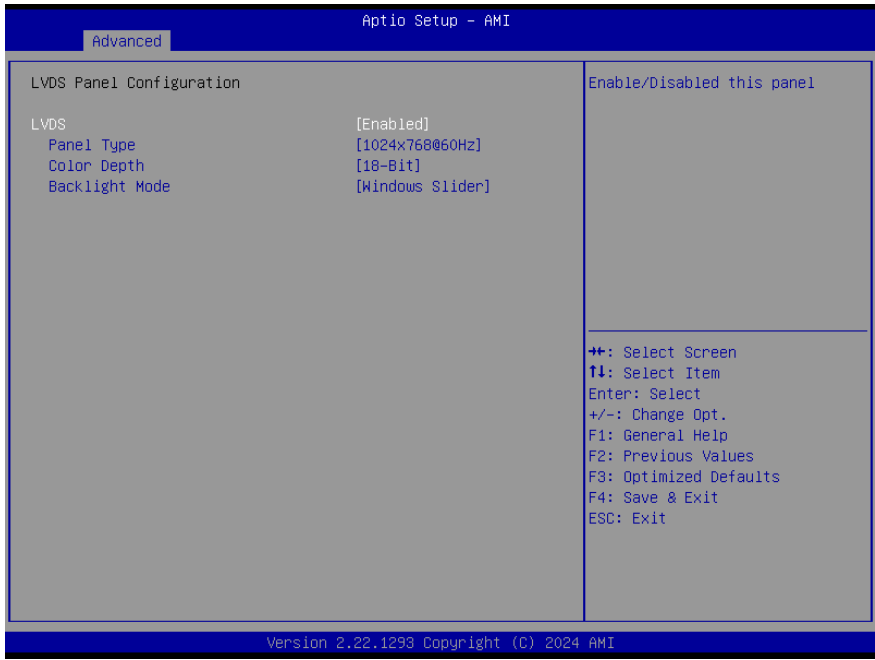 Aptio Setup – AMI
Advanced
LVDS Panel Configuration
LVDS [Enabled]
Panel Type [1024x768@60Hz]
Color Depth [18-Bit]
Backlight Mode [Windows Slider]
Enable/Disabled this panel
→←: Select Screen
↑↓: Select Item
Enter: Select
+/-: Change Opt.
F1: General Help
F2: Previous Values
F3: Optimized Defaults
F4: Save & Exit
ESC: Exit
Version 2.22.1293 Copyright (C) 2024 AMI